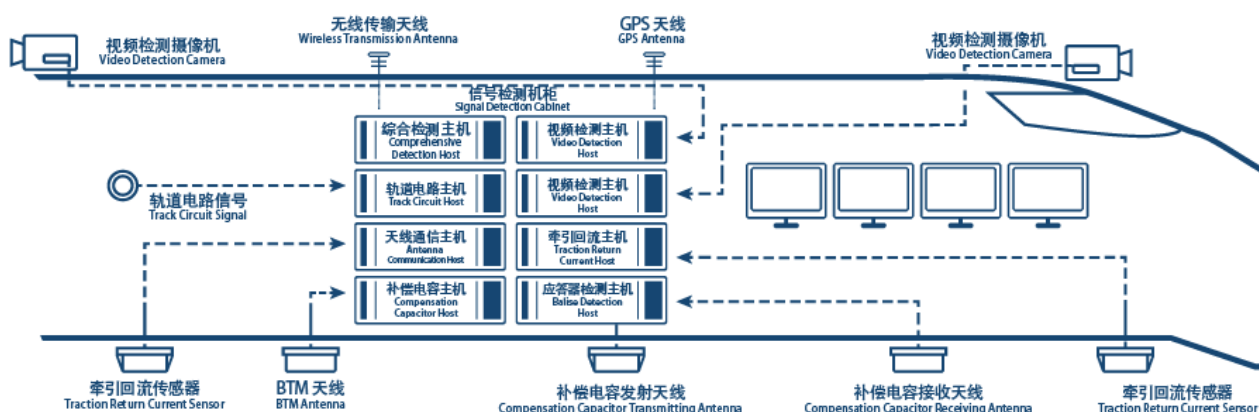 无线传输天线
Wireless Transmission Antenna
GPS 天线
GPS Antenna
视频检测摄像机
Video Detection Camera
视频检测摄像机
Video Detection Camera
信号检测机柜
Signal Detection Cabinet
综合检测主机
Comprehensive
Detection Host
视频检测主机
Video Detection
Host
轨道电路信号
Track Circuit Signal
轨道电路主机
Track Circuit Host
视频检测主机
Video Detection
Host
天线通信主机
Antenna
Communication Host
牵引回流主机
Traction Return
Current Host
补偿电容主机
Compensation
Capacitor Host
应答器检测主机
Balise Detection
Host
牵引回流传感器
Traction Return Current Sensor
BTM 天线
BTM Antenna
补偿电容发射天线
Compensation Capacitor Transmitting Antenna
补偿电容接收天线
Compensation Capacitor Receiving Antenna
牵引回流传感器
Traction Return Current Sensor